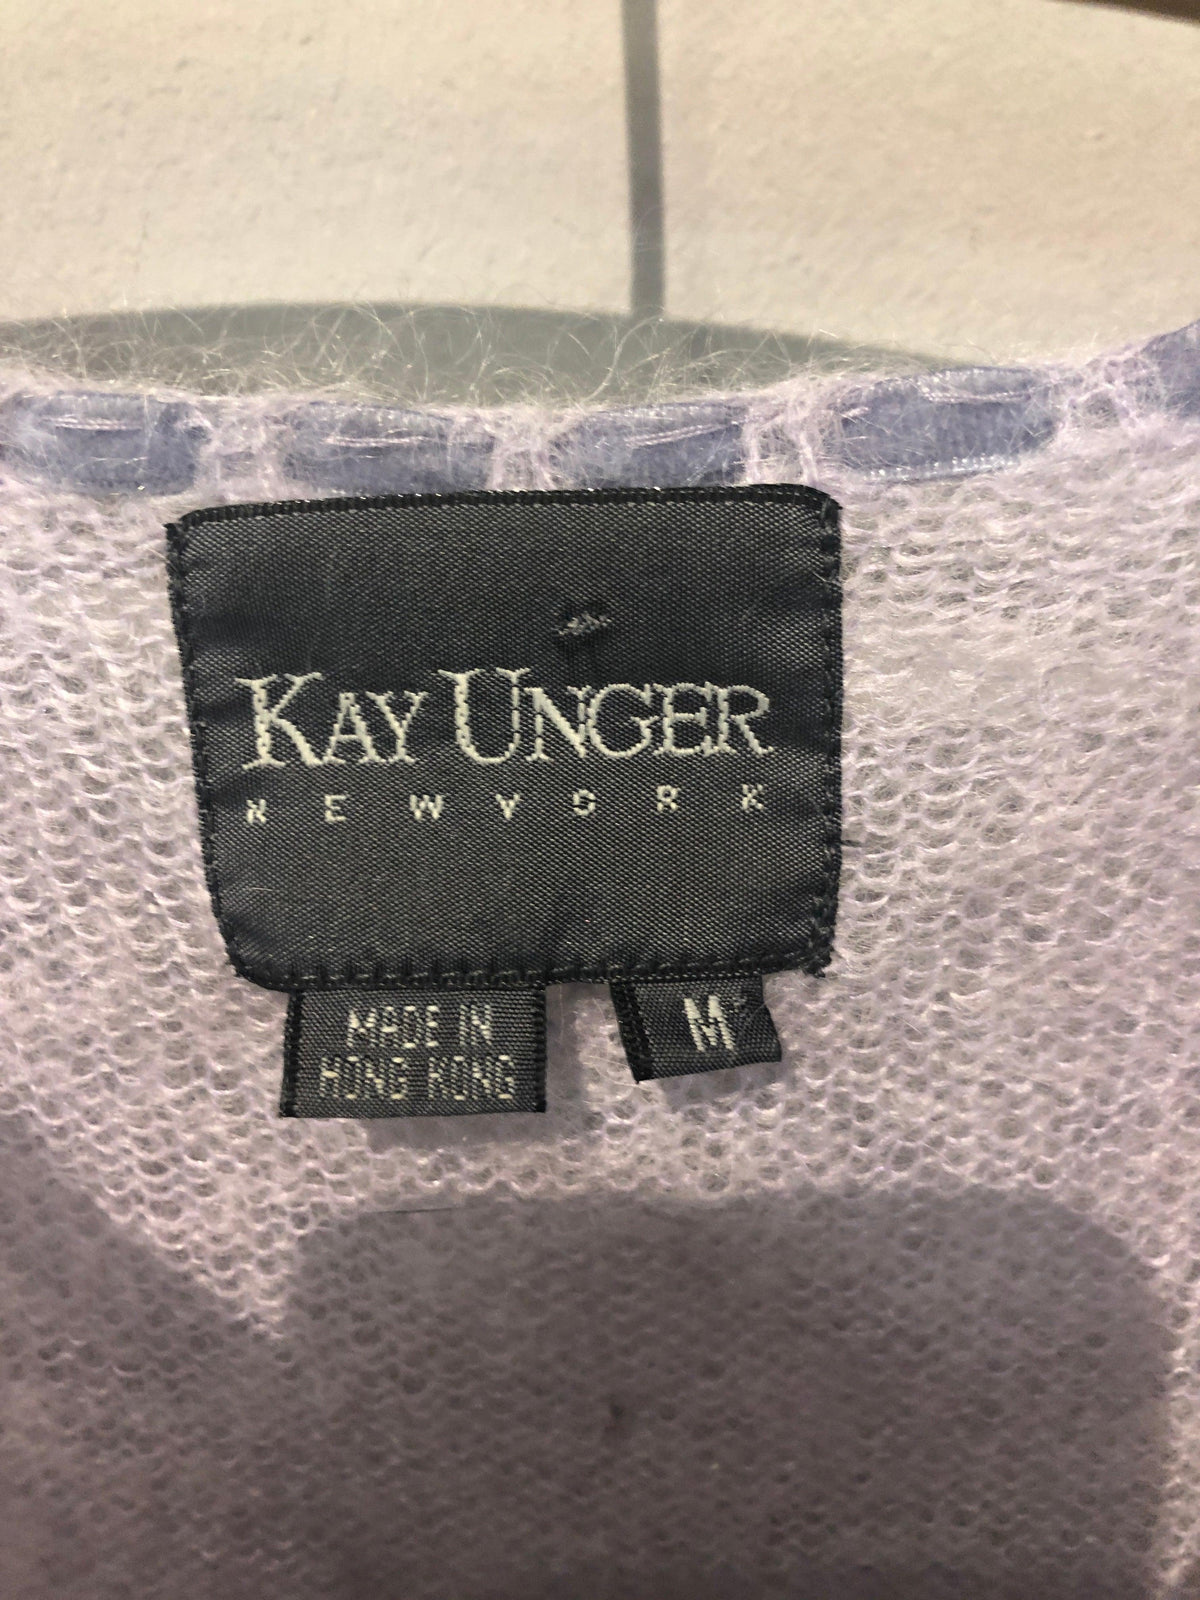 KAY UNGER
NEW YORK
MADE IN
HONG KONG
M